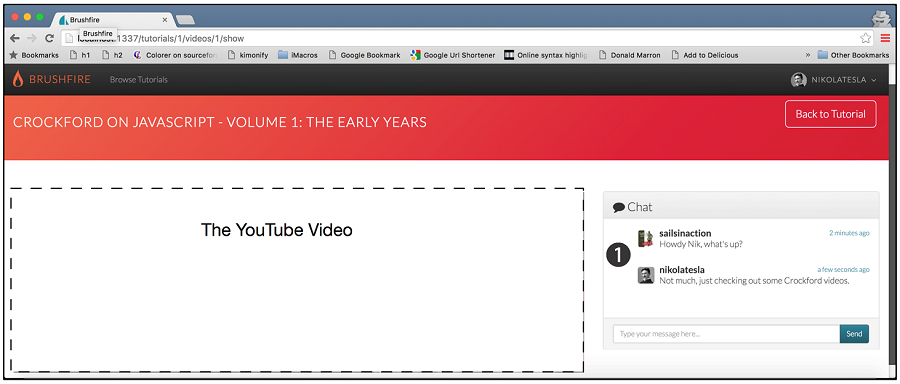 Brushfire
Brushfire
localhost:1337/tutorials/1/videos/1/show
Bookmarks h1 h2 Colorer on sourcefor kimonify iMacros Google Bookmark Google Url Shortener Online syntax highlig Donald Marron Add to Delicious » Other Bookmarks
BRUSHFIRE Browse Tutorials NIKOLATESLA
CROCKFORD ON JAVASCRIPT - VOLUME 1: THE EARLY YEARS
Back to Tutorial
The YouTube Video
Chat
sailsinaction 2 minutes ago
Howdy Nik, what's up?
1
nikolatesla a few seconds ago
Not much, just checking out some Crockford videos.
Type your message here... Send